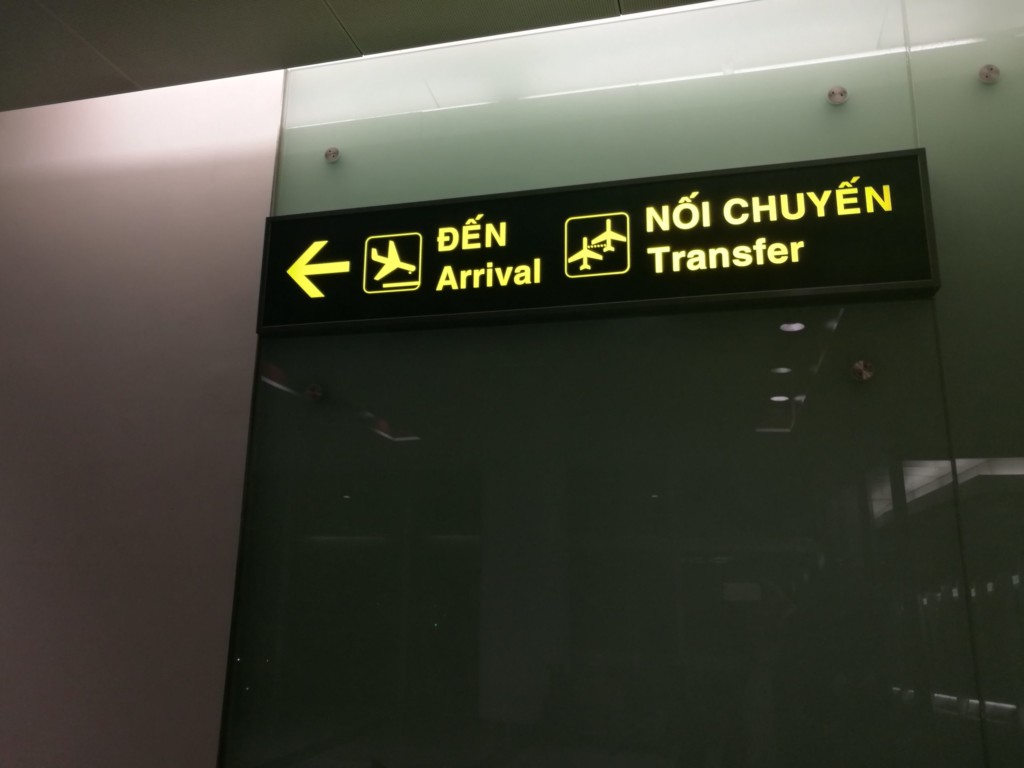 ĐẾN
Arrival
NỐI CHUYẾN
Transfer